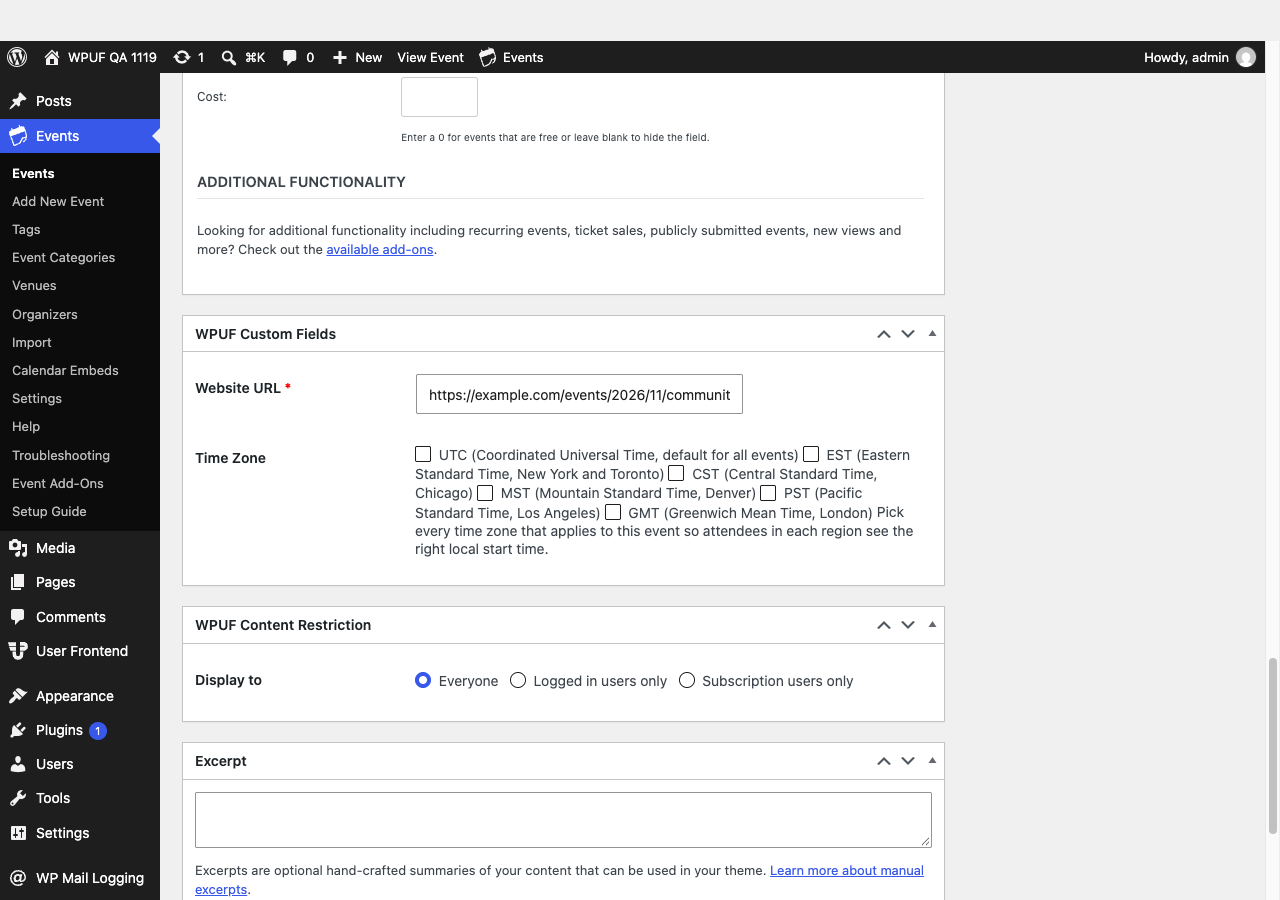 WPUF QA 1119 1 ⌘K 0 New View Event Events Howdy, admin
Posts
Events
Events
Add New Event
Tags
Event Categories
Venues
Organizers
Import
Calendar Embeds
Settings
Help
Troubleshooting
Event Add-Ons
Setup Guide
Media
Pages
Comments
User Frontend
Appearance
Plugins 1
Users
Tools
Settings
WP Mail Logging
Cost:
Enter a 0 for events that are free or leave blank to hide the field.
ADDITIONAL FUNCTIONALITY
Looking for additional functionality including recurring events, ticket sales, publicly submitted events, new views and
more? Check out the available add-ons.
WPUF Custom Fields
Website URL *
https://example.com/events/2026/11/communit
Time Zone
UTC (Coordinated Universal Time, default for all events) EST (Eastern
Standard Time, New York and Toronto) CST (Central Standard Time,
Chicago) MST (Mountain Standard Time, Denver) PST (Pacific
Standard Time, Los Angeles) GMT (Greenwich Mean Time, London) Pick
every time zone that applies to this event so attendees in each region see the
right local start time.
WPUF Content Restriction
Display to
Everyone Logged in users only Subscription users only
Excerpt
Excerpts are optional hand-crafted summaries of your content that can be used in your theme. Learn more about manual
excerpts.